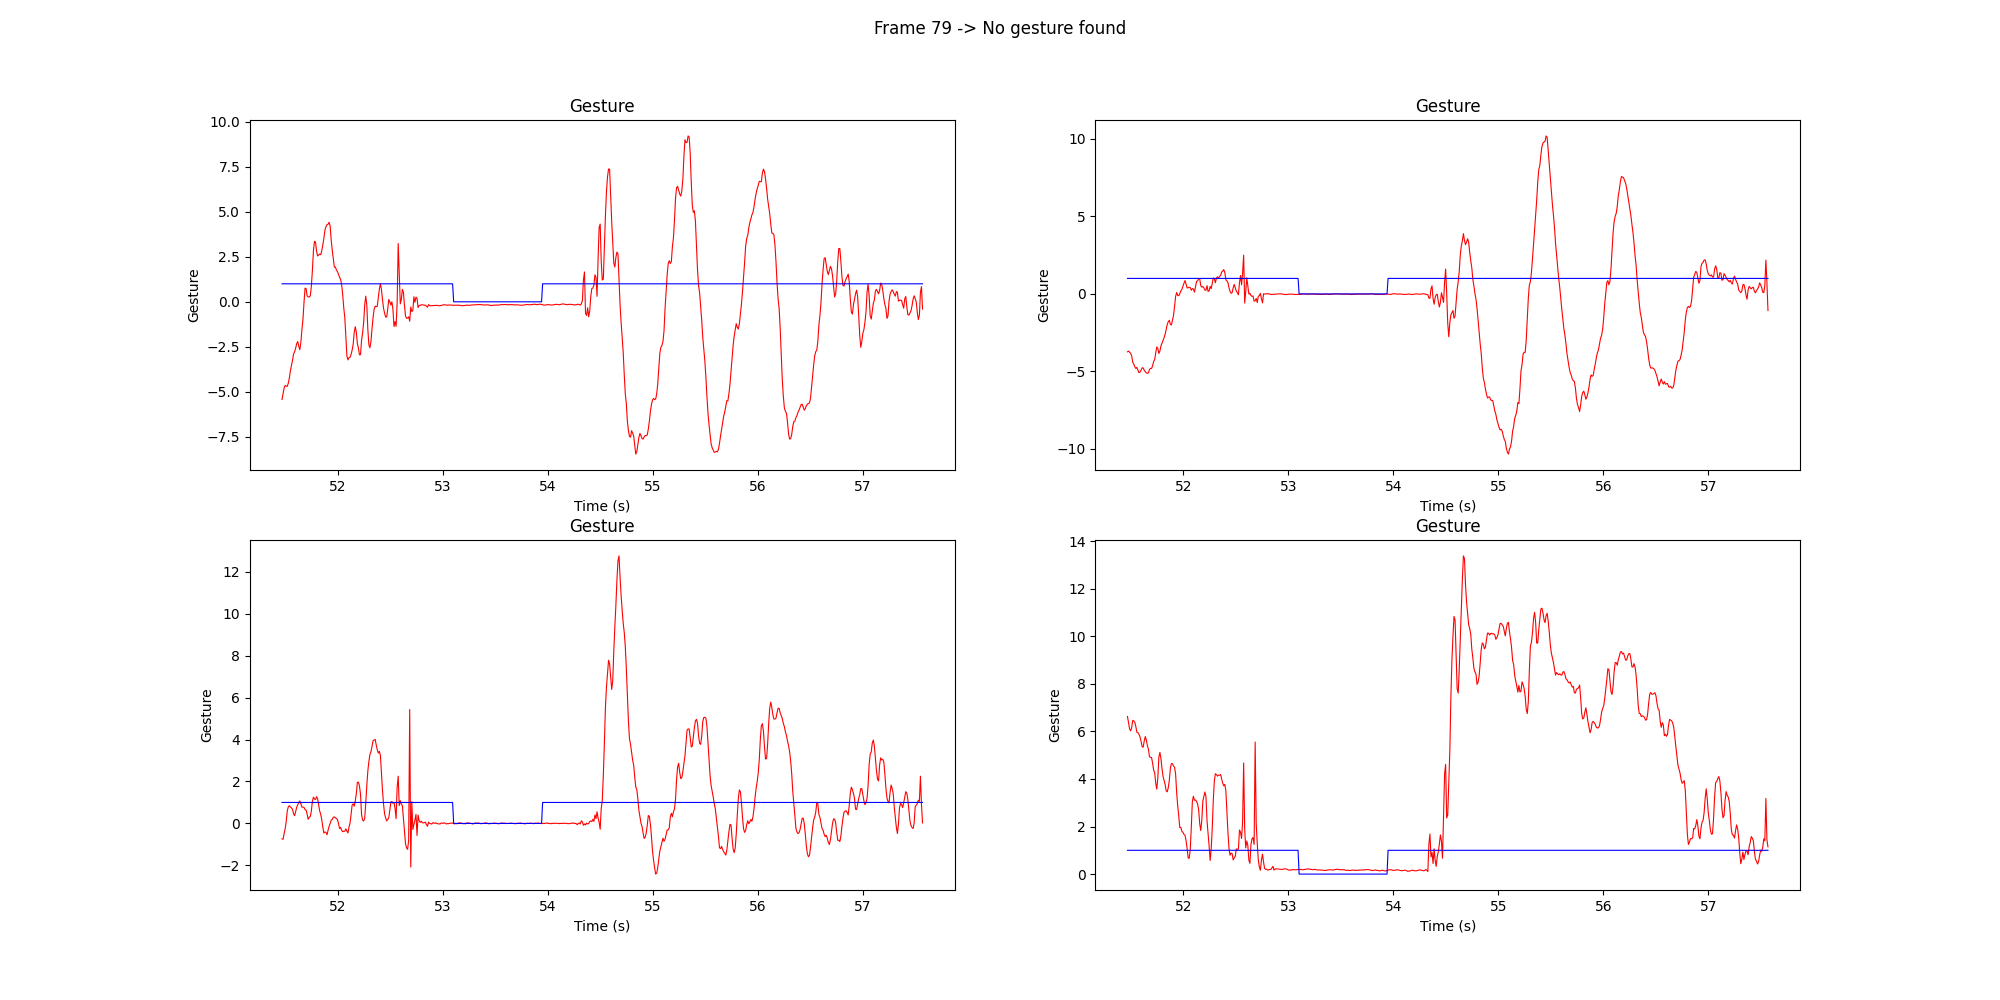 Frame 79 -> No gesture found
Gesture
10.0
7.5
5.0
2.5
0.0
−2.5
−5.0
−7.5
Gesture
52 53 54 55 56 57
Time (s)
Gesture
10
5
0
−5
−10
Gesture
52 53 54 55 56 57
Time (s)
Gesture
12
10
8
6
4
2
0
−2
Gesture
52 53 54 55 56 57
Time (s)
Gesture
14
12
10
8
6
4
2
0
Gesture
52 53 54 55 56 57
Time (s)